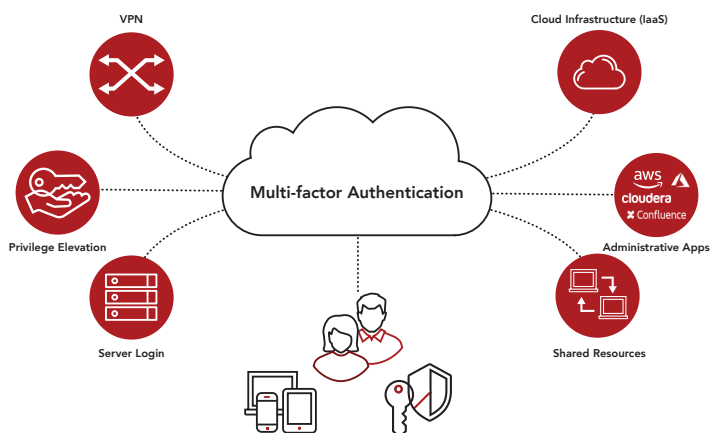 VPN
Cloud Infrastructure (IaaS)
Multi-factor Authentication
aws
cloudera
Confluence
Privilege Elevation
Administrative Apps
Server Login
Shared Resources